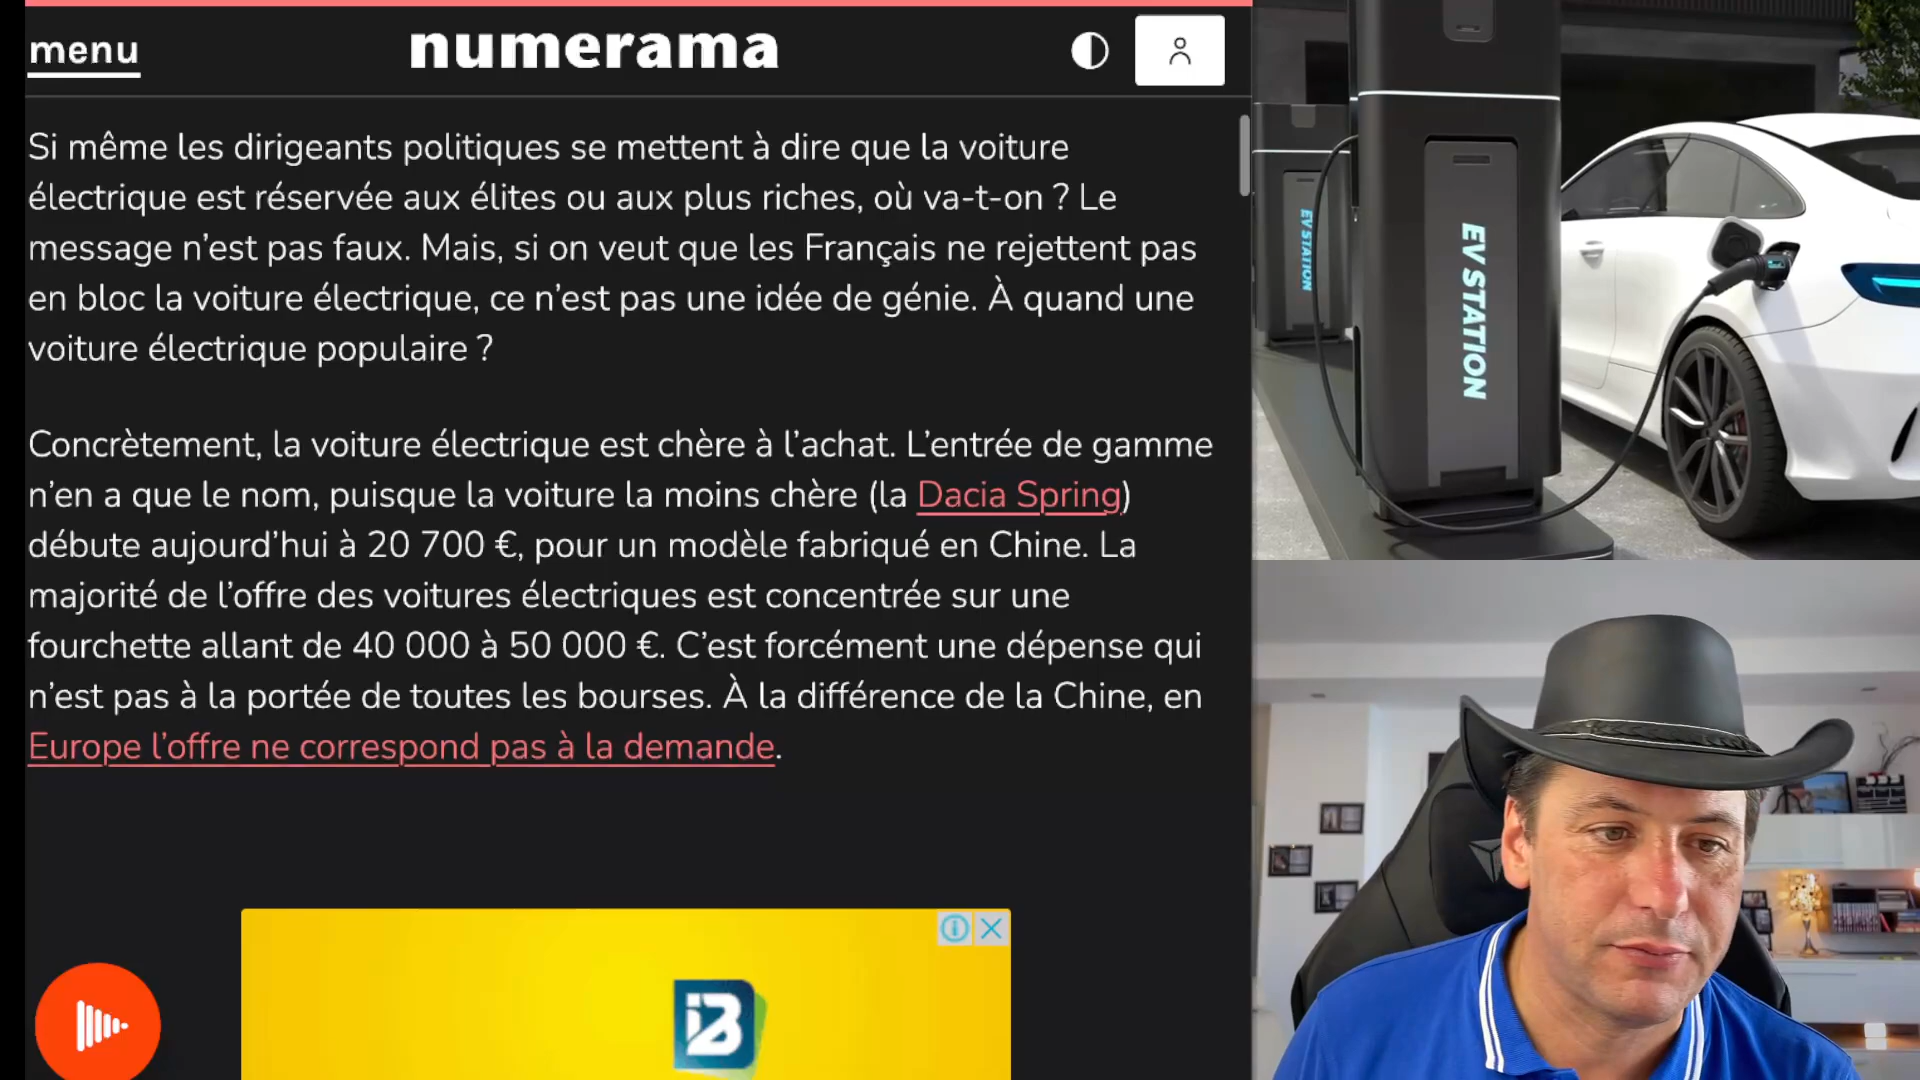 menu
numerama
Si même les dirigeants politiques se mettent à dire que la voiture
électrique est réservée aux élites ou aux plus riches, où va-t-on ? Le
message n’est pas faux. Mais, si on veut que les Français ne rejettent pas
en bloc la voiture électrique, ce n’est pas une idée de génie. À quand une
voiture électrique populaire ?
Concrètement, la voiture électrique est chère à l’achat. L’entrée de gamme
n’en a que le nom, puisque la voiture la moins chère (la Dacia Spring)
débute aujourd’hui à 20 700 €, pour un modèle fabriqué en Chine. La
majorité de l’offre des voitures électriques est concentrée sur une
fourchette allant de 40 000 à 50 000 €. C’est forcément une dépense qui
n’est pas à la portée de toutes les bourses. À la différence de la Chine, en
Europe l’offre ne correspond pas à la demande.
iB
EV STATION
EV STATION